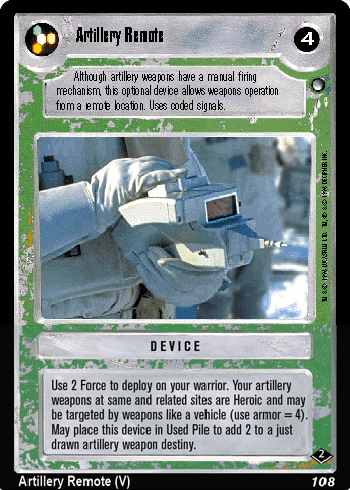 Artillery Remote
4
Although artillery weapons have a manual firing
mechanism, this optional device allows weapons operation
from a remote location. Uses coded signals.
DEVICE
Use 2 Force to deploy on your warrior. Your artillery
weapons at same and related sites are Heroic and may
be targeted by weapons like a vehicle (use armor = 4).
May place this device in Used Pile to add 2 to a just
drawn artillery weapon destiny.
2
Artillery Remote (V)
108